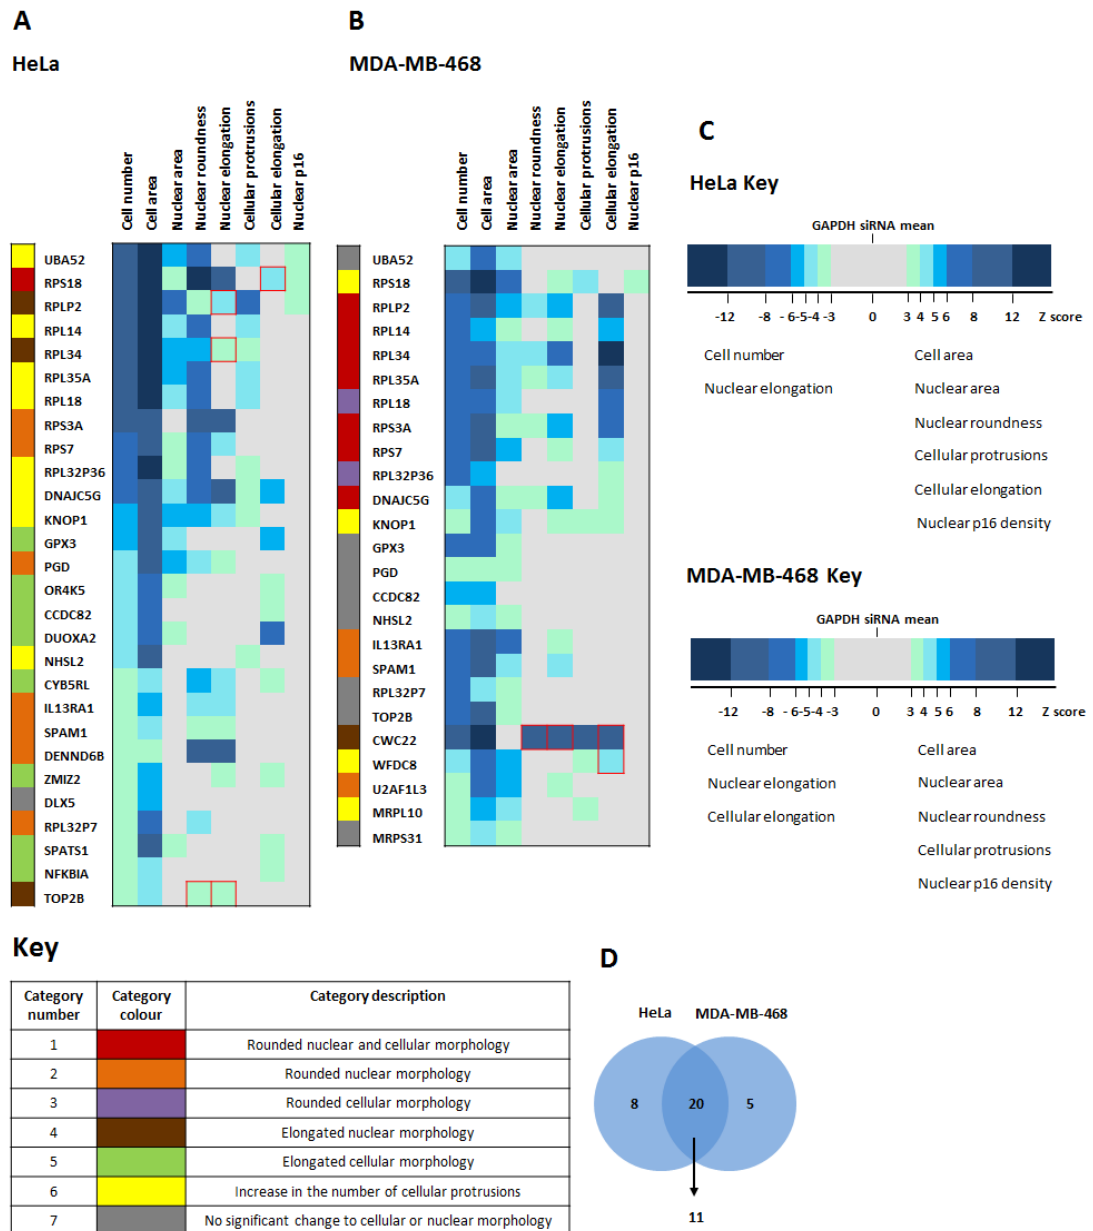 A
HeLa
Cell number
Cell area
Nuclear area
Nuclear roundness
Nuclear elongation
Cellular protrusions
Cellular elongation
Nuclear p16
UBA52
RPS18
RPLP2
RPL14
RPL34
RPL35A
RPL18
RPS3A
RPS7
RPL32P36
DNAJC5G
KNOP1
GPX3
PGD
OR4K5
CCDC82
DUOXA2
NHSL2
CYB5RL
IL13RA1
SPAM1
DENND6B
ZMIZ2
DLX5
RPL32P7
SPATS1
NFKBIA
TOP2B
B
MDA-MB-468
Cell number
Cell area
Nuclear area
Nuclear roundness
Nuclear elongation
Cellular protrusions
Cellular elongation
Nuclear p16
UBA52
RPS18
RPLP2
RPL14
RPL34
RPL35A
RPL18
RPS3A
RPS7
RPL32P36
DNAJC5G
KNOP1
GPX3
PGD
CCDC82
NHSL2
IL13RA1
SPAM1
RPL32P7
TOP2B
CWC22
WFDC8
U2AF1L3
MRPL10
MRPS31
C
HeLa Key
GAPDH siRNA mean
-12 -8 -6 -5 -4 -3 0 3 4 5 6 8 12 Z score
Cell number Cell area
Nuclear elongation Nuclear area
Nuclear roundness
Cellular protrusions
Cellular elongation
Nuclear p16 density
MDA-MB-468 Key
GAPDH siRNA mean
-12 -8 -6 -5 -4 -3 0 3 4 5 6 8 12 Z score
Cell number Cell area
Nuclear elongation Nuclear area
Cellular elongation Nuclear roundness
Cellular protrusions
Nuclear p16 density
Key
Category number Category colour Category description
1 Rounded nuclear and cellular morphology
2 Rounded nuclear morphology
3 Rounded cellular morphology
4 Elongated nuclear morphology
5 Elongated cellular morphology
6 Increase in the number of cellular protrusions
7 No significant change to cellular or nuclear morphology
D
HeLa MDA-MB-468
8 20 5
11